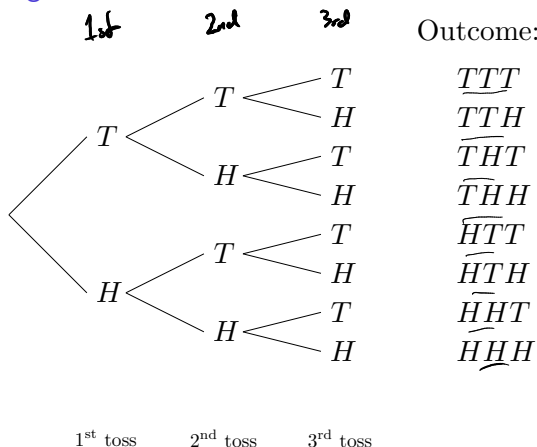 1st 2nd 3rd
Outcome:
T TTT
T
H TTH
T
T THT
H
H THH
T HTT
T
H HTH
H
T HHT
H
H HHH
1st toss 2nd toss 3rd toss